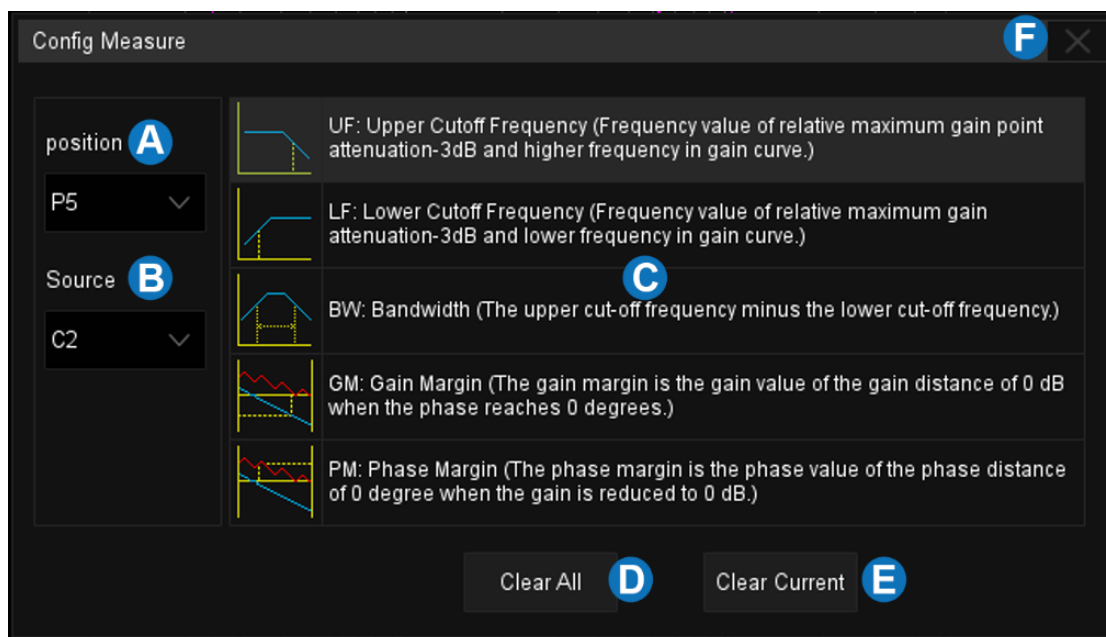 Config Measure
F
position A
P5
Source B
C2
UF: Upper Cutoff Frequency (Frequency value of relative maximum gain point
attenuation-3dB and higher frequency in gain curve.)
LF: Lower Cutoff Frequency (Frequency value of relative maximum gain
attenuation-3dB and lower frequency in gain curve.)
C
BW: Bandwidth (The upper cut-off frequency minus the lower cut-off frequency.)
GM: Gain Margin (The gain margin is the gain value of the gain distance of 0 dB
when the phase reaches 0 degrees.)
PM: Phase Margin (The phase margin is the phase value of the phase distance
of 0 degree when the gain is reduced to 0 dB.)
Clear All D
Clear Current E